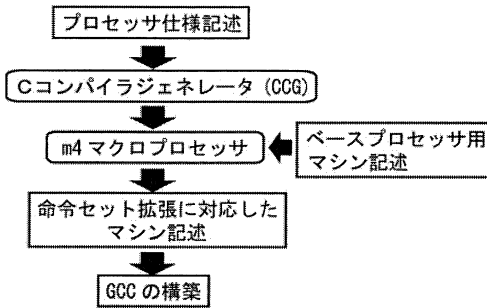 プロセッサ仕様記述
Cコンパイラジェネレータ (CCG)
m4 マクロプロセッサ
ベースプロセッサ用
マシン記述
命令セット拡張に対応した
マシン記述
GCC の構築